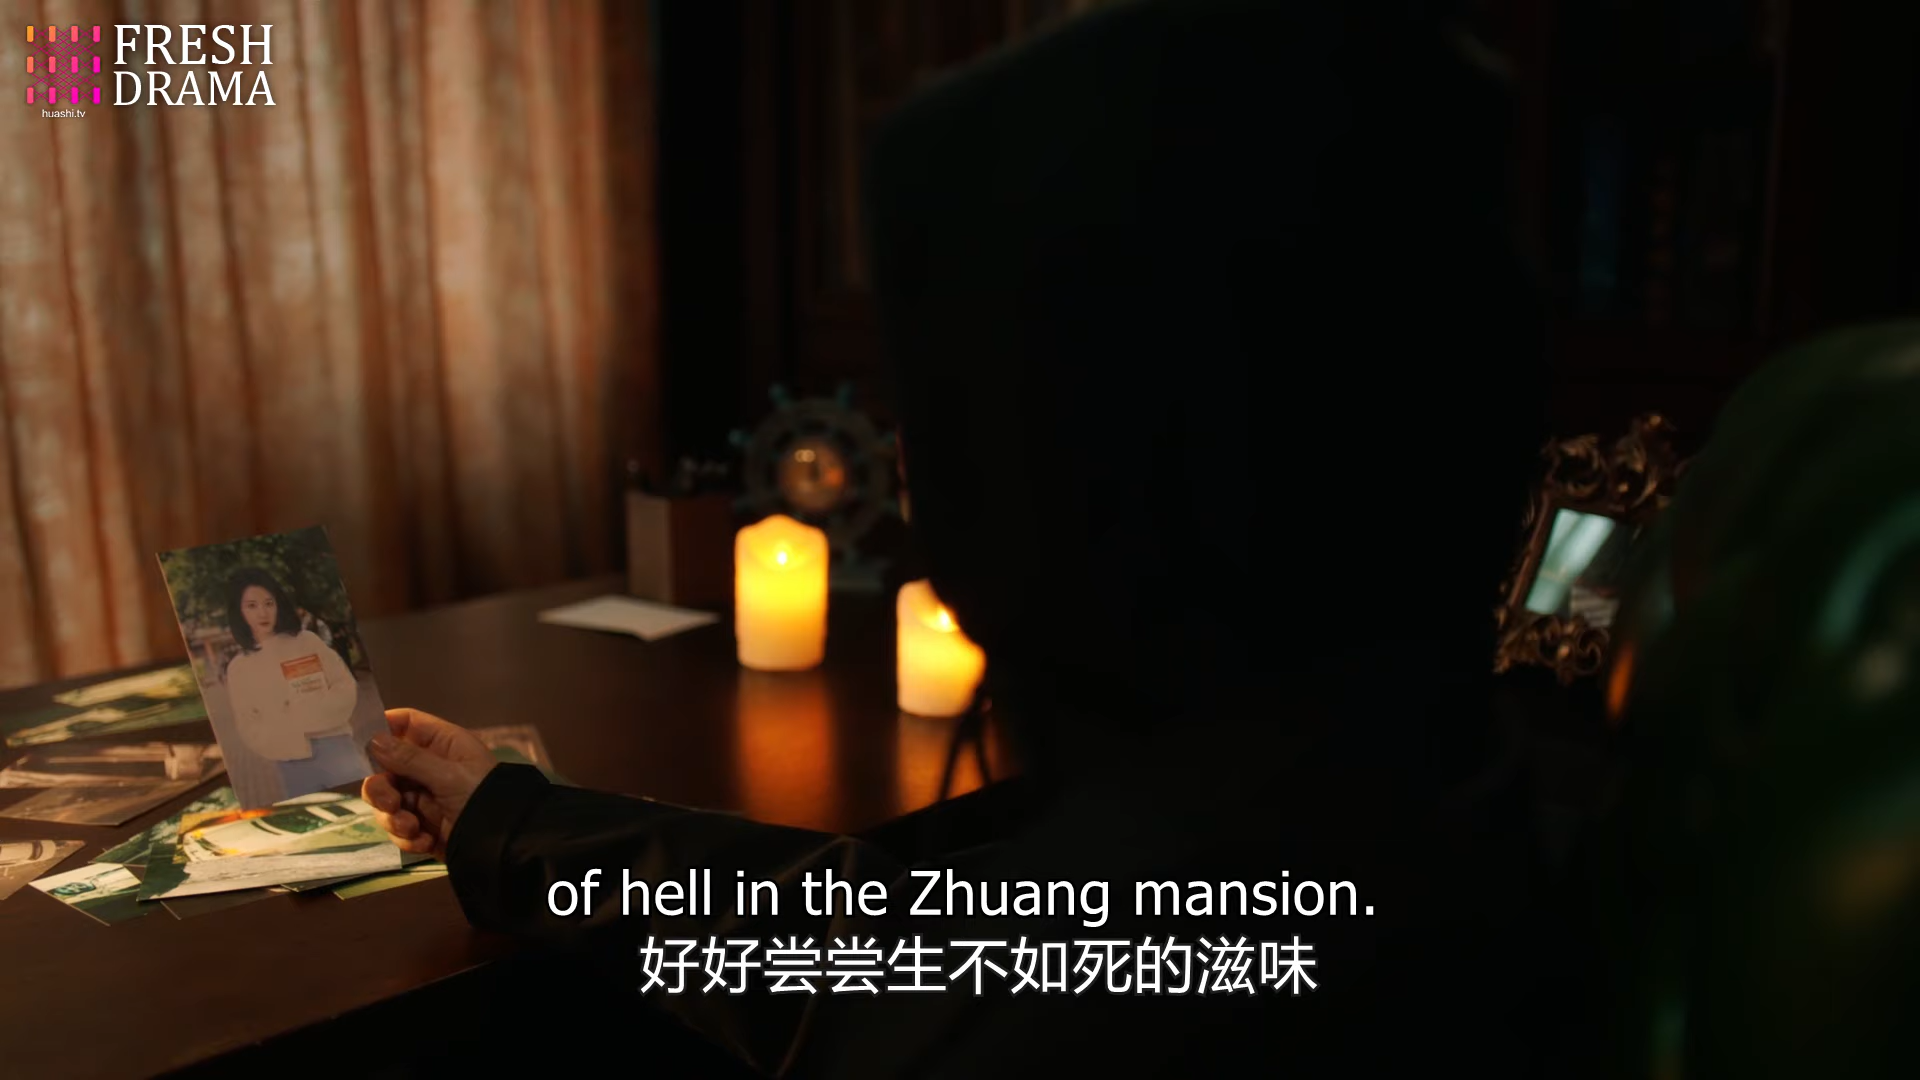 FRESH
DRAMA
huashi.tv
of hell in the Zhuang mansion.
好好尝尝生不如死的滋味